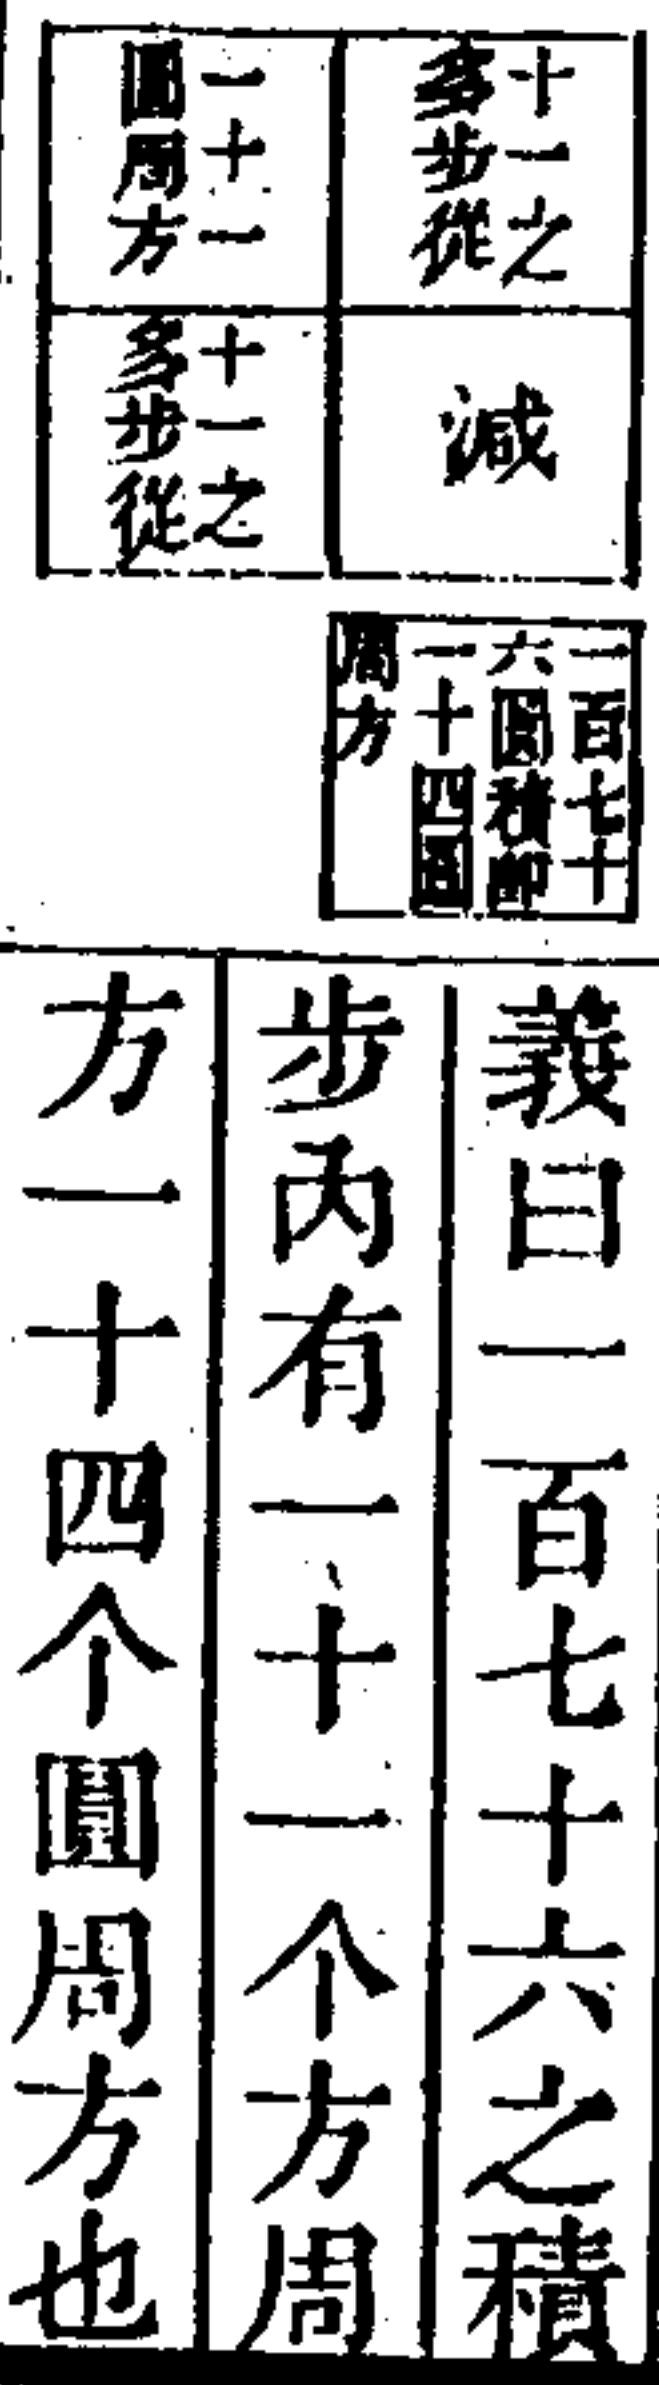 十一之
多步從
一十一
圓周方
減
十一之
多步從
一百七十
六圓積即
一十四圓
周方
義曰一百七十六之積
步內有一十一个方周
方一十四个圓周方也